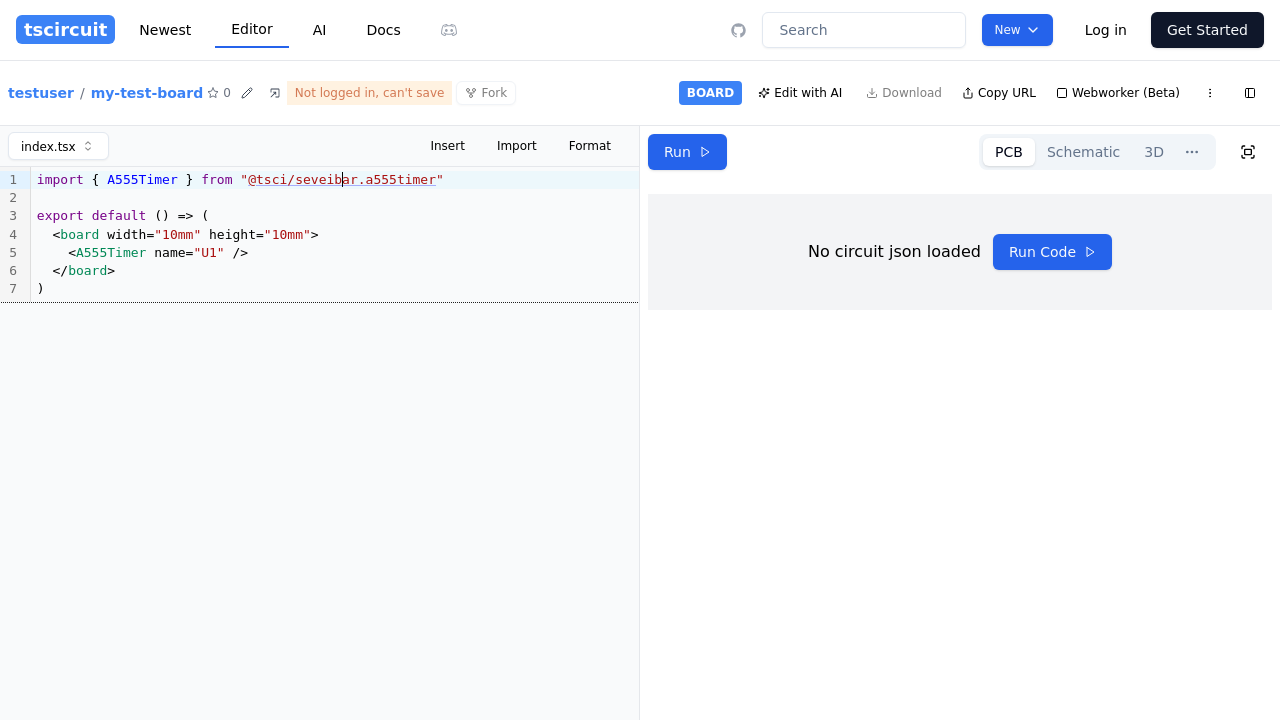 tscircuit Newest Editor AI Docs Search New Log in Get Started
testuser / my-test-board 0 Not logged in, can't save Fork BOARD Edit with AI Download Copy URL Webworker (Beta)
index.tsx Insert Import Format Run PCB Schematic 3D
1 import { A555Timer } from "@tsci/seveibar.a555timer"
2
3 export default () => (
4   <board width="10mm" height="10mm">
5     <A555Timer name="U1" />
6   </board>
7 )
No circuit json loaded Run Code